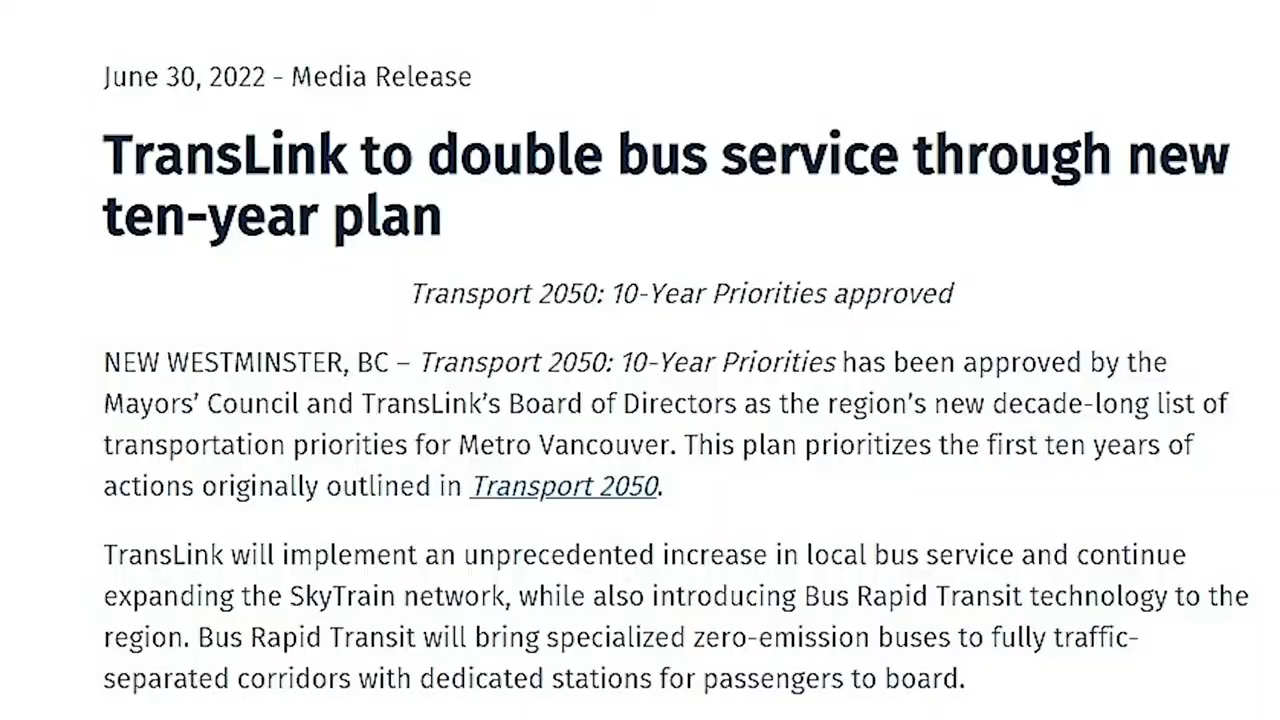 June 30, 2022 - Media Release
TransLink to double bus service through new
ten-year plan
Transport 2050: 10-Year Priorities approved
NEW WESTMINSTER, BC – Transport 2050: 10-Year Priorities has been approved by the
Mayors’ Council and TransLink’s Board of Directors as the region’s new decade-long list of
transportation priorities for Metro Vancouver. This plan prioritizes the first ten years of
actions originally outlined in Transport 2050.
TransLink will implement an unprecedented increase in local bus service and continue
expanding the SkyTrain network, while also introducing Bus Rapid Transit technology to the
region. Bus Rapid Transit will bring specialized zero-emission buses to fully traffic-
separated corridors with dedicated stations for passengers to board.